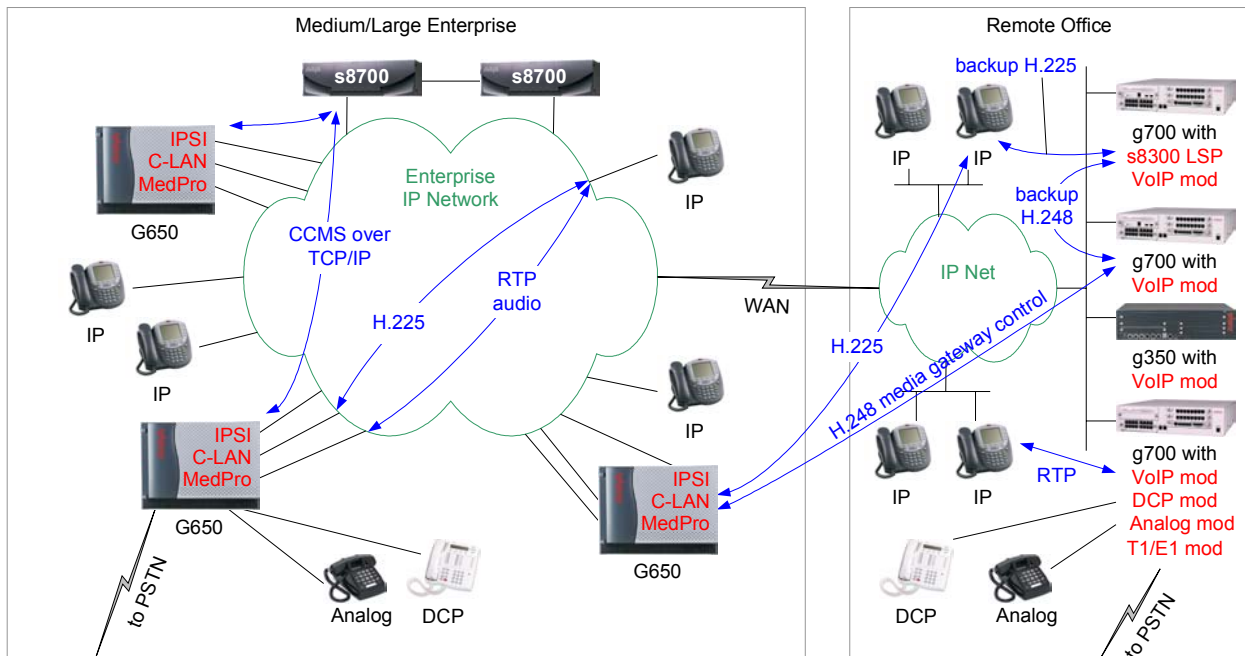 Medium/Large Enterprise
s8700
s8700
IPSI
C-LAN
MedPro
G650
Enterprise
IP Network
IP
CCMS over
TCP/IP
RTP
audio
H.225
IP
IP
IP
IPSI
C-LAN
MedPro
G650
to PSTN
Analog
DCP
IPSI
C-LAN
MedPro
G650
WAN
Remote Office
backup H.225
IP
IP
g700 with
s8300 LSP
VoIP mod
backup
H.248
IP Net
g700 with
VoIP mod
H.225
H.248 media gateway control
g350 with
VoIP mod
IP
IP
RTP
g700 with
VoIP mod
DCP mod
Analog mod
T1/E1 mod
DCP
Analog
to PSTN